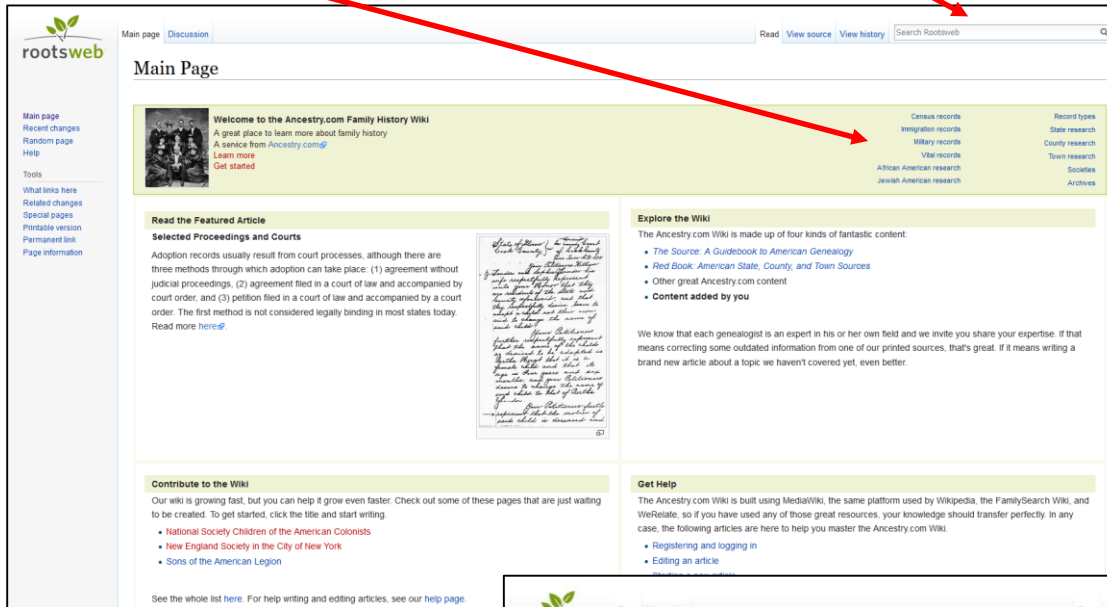 rootsweb
Main page Discussion
Read View source View history Search Rootsweb
Main Page
Main page
Recent changes
Random page
Help
Tools
What links here
Related changes
Special pages
Printable version
Permanent link
Page information
Welcome to the Ancestry.com Family History Wiki
A great place to learn more about family history
A service from Ancestry.com
Learn more
Get started
Census records
Immigration records
Military records
Vital records
African American research
Jewish American research
Record types
State research
County research
Town research
Societies
Archives
Read the Featured Article
Selected Proceedings and Courts
Adoption records usually result from court processes, although there are
three methods through which adoption can take place: (1) agreement without
judicial proceedings, (2) agreement filed in a court of law and accompanied by
court order, and (3) petition filed in a court of law and accompanied by a court
order. The first method is not considered legally binding in most states today.
Read more here.
Explore the Wiki
The Ancestry.com Wiki is made up of four kinds of fantastic content:
• The Source: A Guidebook to American Genealogy
• Red Book: American State, County, and Town Sources
• Other great Ancestry.com content
• Content added by you
We know that each genealogist is an expert in his or her own field and we invite you share your expertise. If that
means correcting some outdated information from one of our printed sources, that's great. If it means writing a
brand new article about a topic we haven't covered yet, even better.
Contribute to the Wiki
Our wiki is growing fast, but you can help it grow even faster. Check out some of these pages that are just waiting
to be created. To get started, click the title and start writing.
• National Society Children of the American Colonists
• New England Society in the City of New York
• Sons of the American Legion
See the whole list here. For help writing and editing articles, see our help page.
Get Help
The Ancestry.com Wiki is built using MediaWiki, the same platform used by Wikipedia, the FamilySearch Wiki, and
WeRelate, so if you have used any of those great resources, your knowledge should transfer perfectly. In any
case, the following articles are here to help you master the Ancestry.com Wiki.
• Registering and logging in
• Editing an article